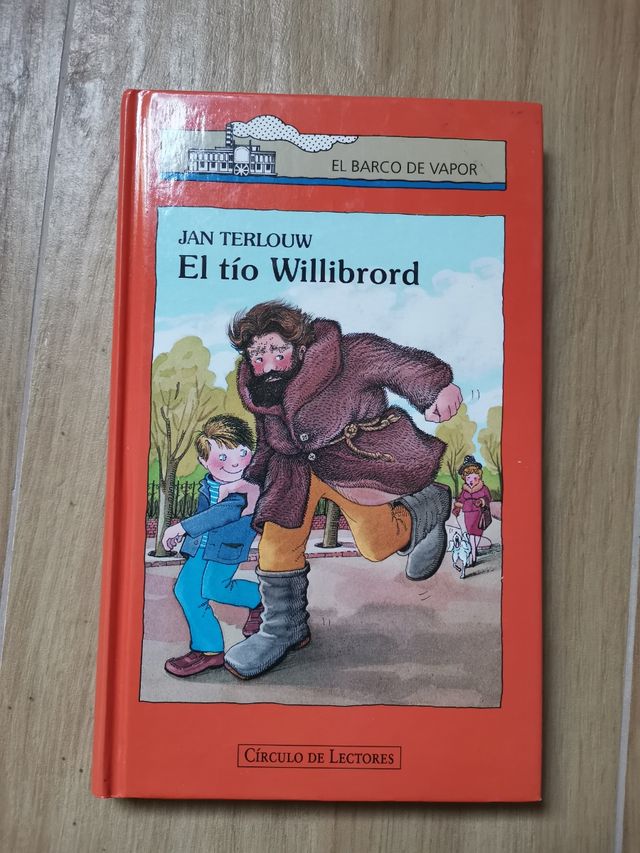 EL BARCO DE VAPOR
JAN TERLOUW
El tío Willibrord
CÍRCULO DE LECTORES